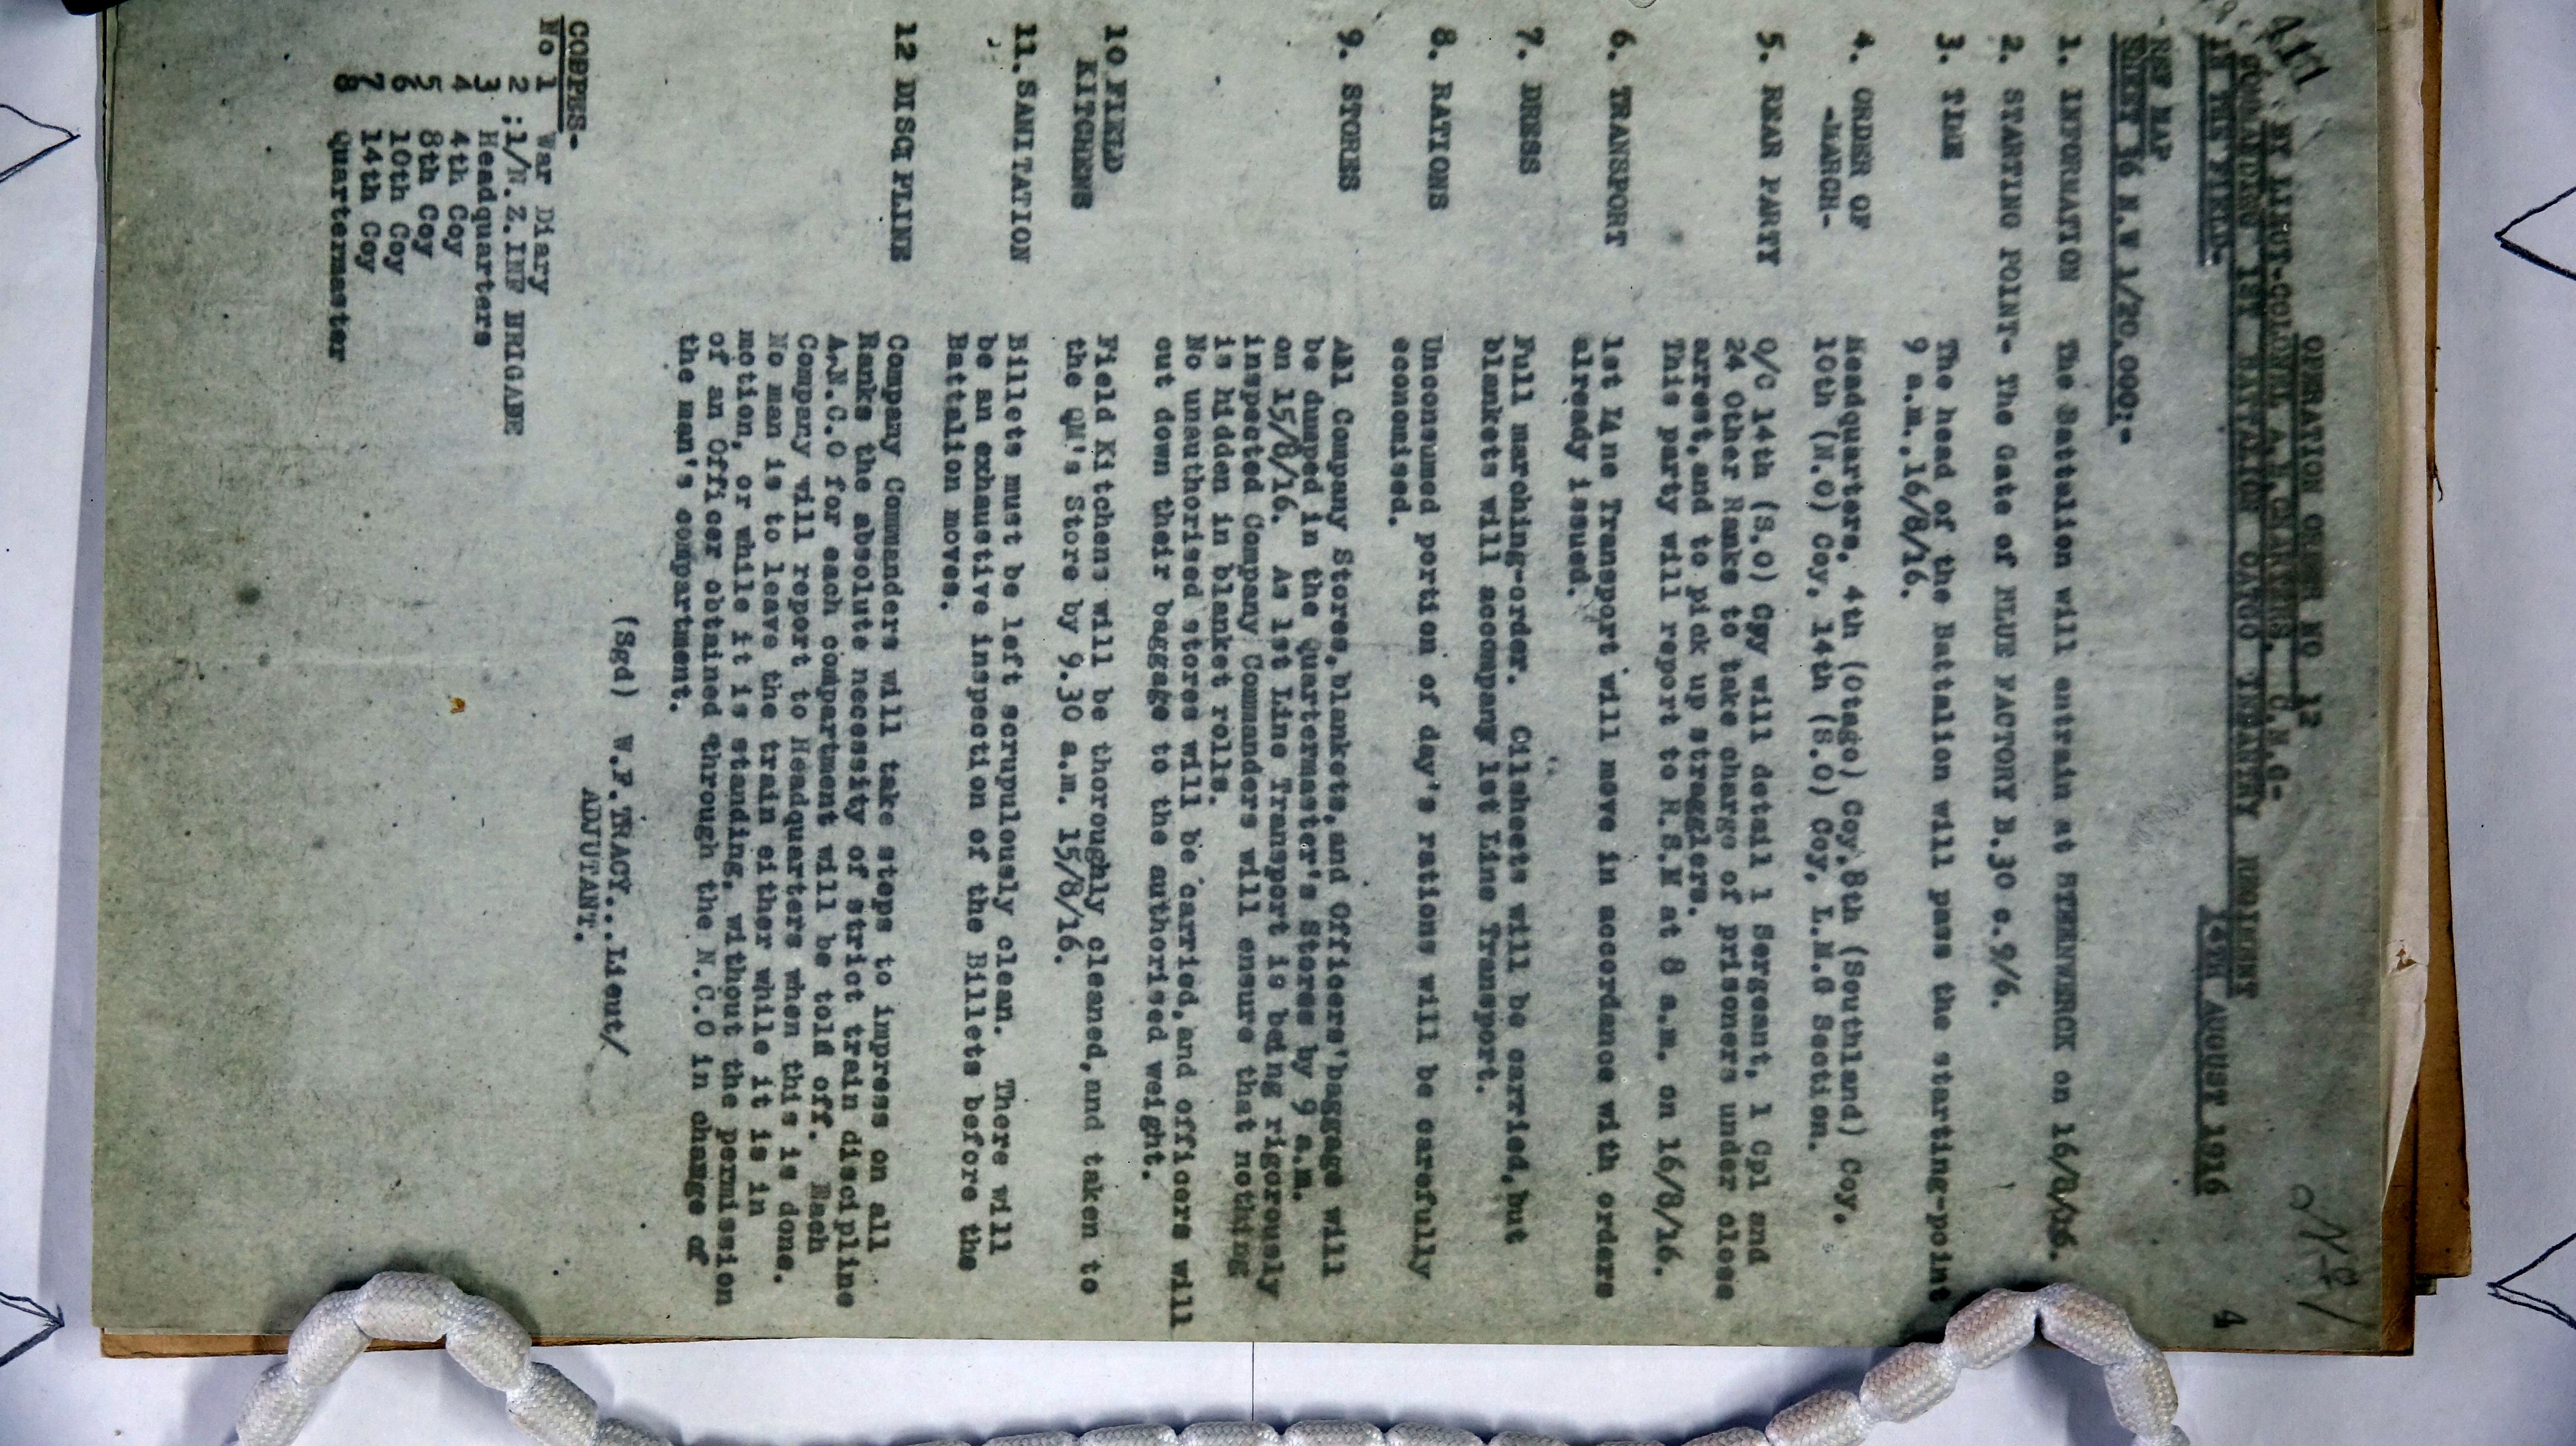 OPERATION ORDER NO 12
BY LIEUT-COLONEL A.B.CHARTERS, C.M.G-
COMMANDING 1ST BATTALION OATGO INFANTRY REGIMENT
IN THE FIELD- 14TH AUGUST 1916
4
REF MAP
SHEET 36 N.W 1/20,000:-
1. INFORMATION The Battalion will entrain at STEENWERCK on 16/8/16.
2. STARTING POINT- The Gate of BLUE FACTORY B.30 c.9/6.
3. TIME The head of the Battalion will pass the starting-point
9 a.m.,16/8/16.
4. ORDER OF Headquarters, 4th (Otago) Coy, 8th (Southland) Coy,
-MARCH- 10th (N.O) Coy, 14th (S.O) Coy, L.M.G Section.
5. REAR PARTY O/C 14th (S.O) Cpy will detail 1 Sergeant, 1 Cpl and
24 Other Ranks to take charge of prisoners under close
arrest,and to pick up stragglers.
This party will report to R.S.M at 8 a.m. on 16/8/16.
6. TRANSPORT 1st Line Transport will move in accordance with orders
already issued.
7. DRESS Full marching-order. Oilsheets will be carried,but
blankets will accompany 1st Line Transport.
8. RATIONS Unconsumed portion of day's rations will be carefully
economised.
9. STORES All Company Stores,blankets,and Officers'baggage will
be dumped in the Quartermaster's Stores by 9 a.m.
on 15/8/16. As 1st Line Transport is being rigorously
inspected Company Commanders will ensure that nothing
is hidden in blanket rolls.
No unauthorised stores will be carried,and officers will
cut down their baggage to the authorised weight.
10 FIELD Field Kitchens will be thoroughly cleaned,and taken to
KITCHENS the QM's Store by 9.30 a.m. 15/8/16.
11. SANITATION Billets must be left scrupulously clean. There will
be an exhaustive inspection of the Billets before the
Battalion moves.
12 DISCIPLINE Company Commanders will take steps to impress on all
Ranks the absolute necessity of strict train discipline
A.N.C.O for each compartment will be told off. Each
Company will report to Headquarters when this is done.
No man is to leave the train either while it is in
motion, or while it is standing, without the permission
of an Officer obtained through the N.C.O in charge of
the man's compartment.
(Sgd) W.F.TRACY...Lieut/
ADJUTANT.
COPIES-
No 1 War Diary
2 ;1/N.Z.INF BRIGADE
3 Headquarters
4 4th Coy
5 8th Coy
6 10th Coy
7 14th Coy
8 Quartermaster